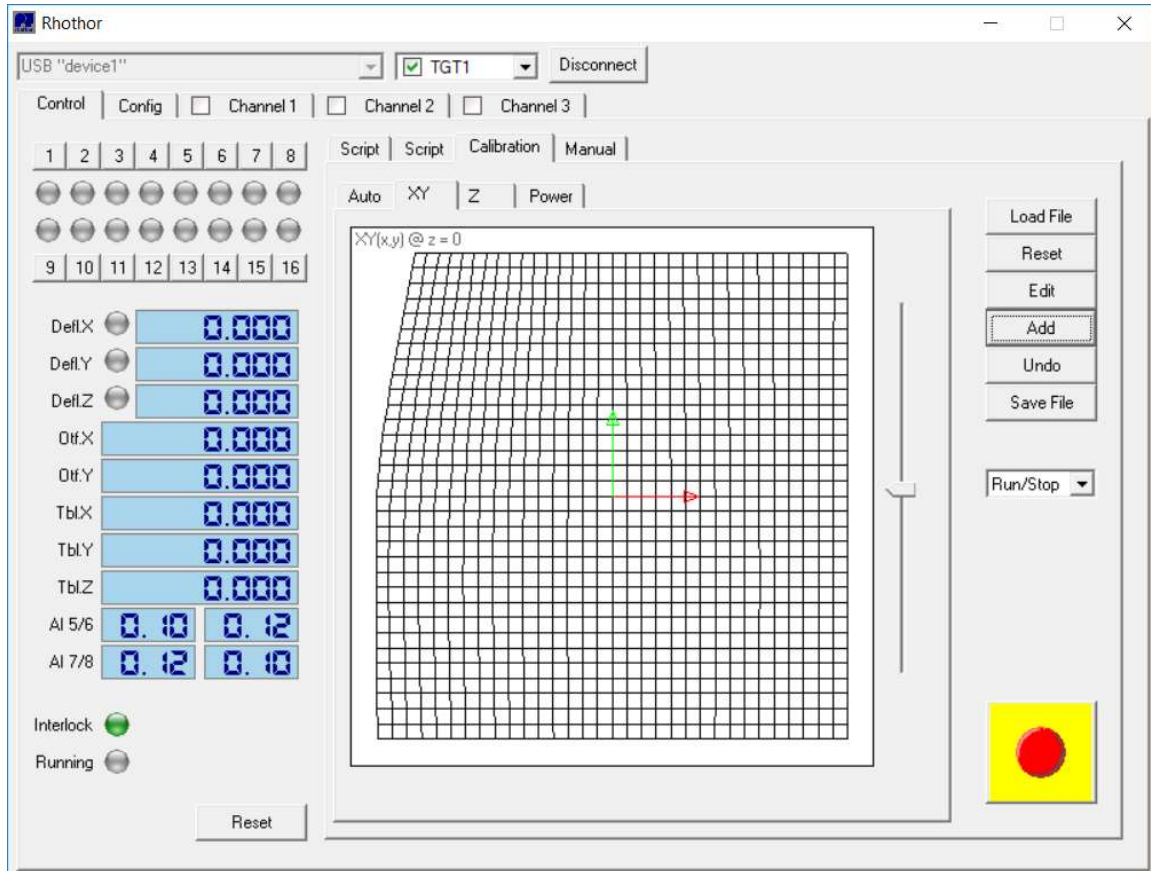 Rhothor
USB "device1" TGT1 Disconnect
Control Config Channel 1 Channel 2 Channel 3
Script Script Calibration Manual
1 2 3 4 5 6 7 8
Auto XY Z Power
9 10 11 12 13 14 15 16
XY(x,y) @ z = 0
Load File
Reset
Edit
Add
Undo
Save File
Run/Stop
Defl.X 0.000
Defl.Y 0.000
Defl.Z 0.000
Otf.X 0.000
Otf.Y 0.000
Tbl.X 0.000
Tbl.Y 0.000
Tbl.Z 0.000
AI 5/6 0.10 0.12
AI 7/8 0.12 0.10
Interlock
Running
Reset